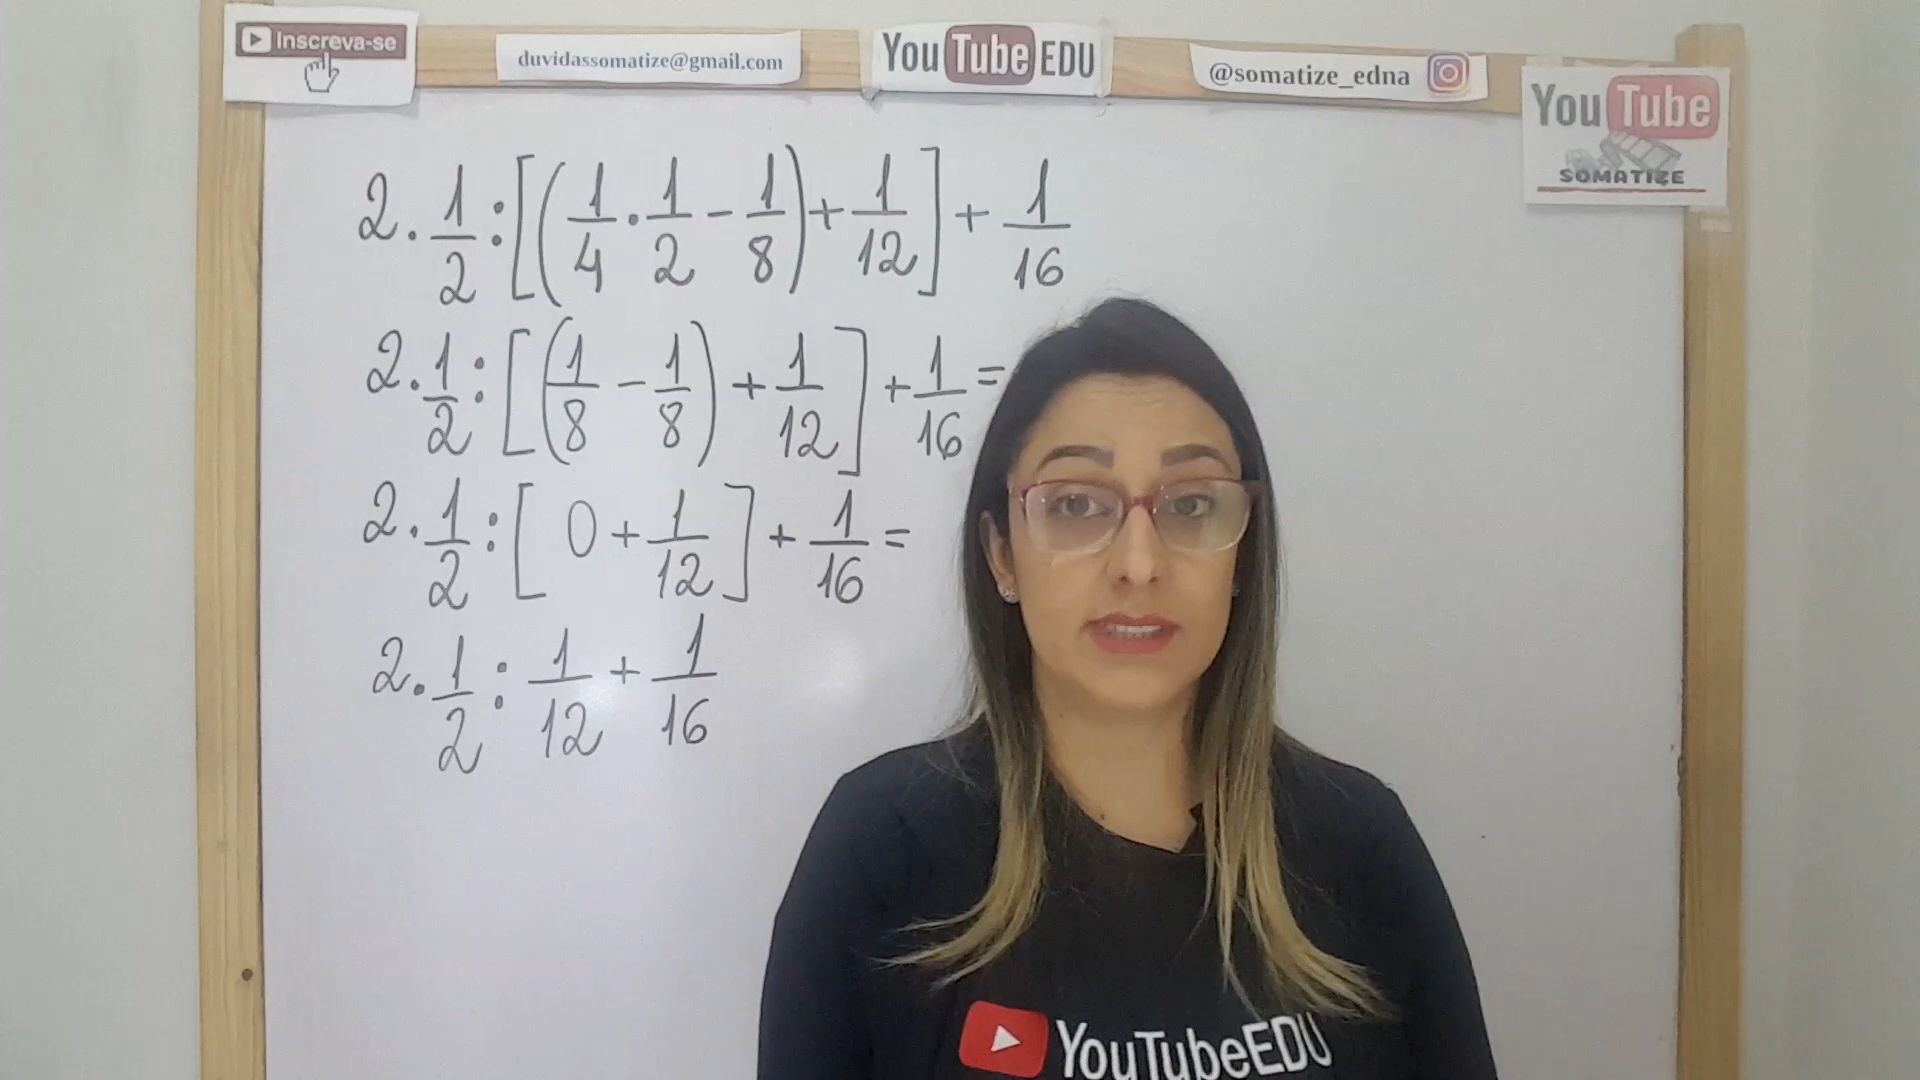 Inscreva-se
duvidassomatize@gmail.com
YouTube EDU
@somatize_edna
YouTube
SOMATIZE
2 . 1/2 : [(1/4 . 1/2 - 1/8) + 1/12] + 1/16
2 . 1/2 : [(1/8 - 1/8) + 1/12] + 1/16 =
2 . 1/2 : [0 + 1/12] + 1/16 =
2 . 1/2 : 1/12 + 1/16
YouTubeEDU